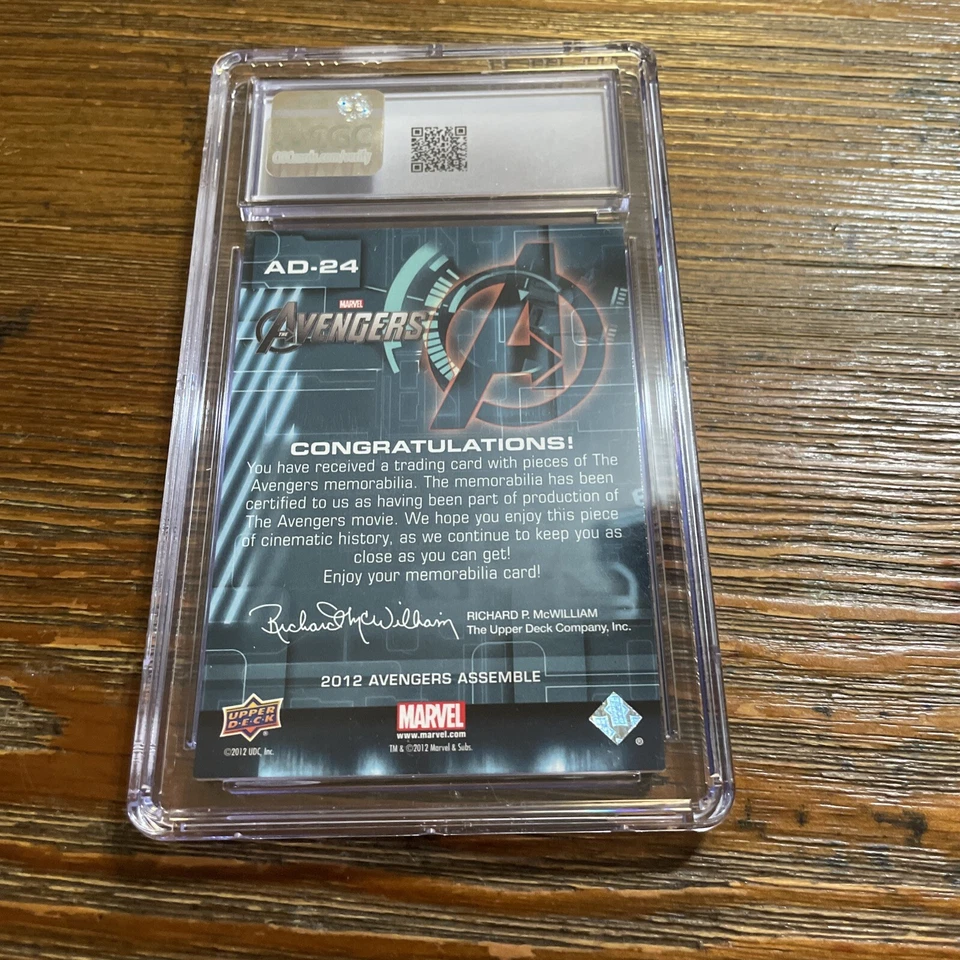 CGC
AD-24
MARVEL
THE AVENGERS
CONGRATULATIONS!
You have received a trading card with pieces of The
Avengers memorabilia. The memorabilia has been
certified to us as having been part of production of
The Avengers movie. We hope you enjoy this piece
of cinematic history, as we continue to keep you as
close as you can get!
Enjoy your memorabilia card!
Richard McWilliam
RICHARD P. McWILLIAM
The Upper Deck Company, Inc.
2012 AVENGERS ASSEMBLE
UPPER
D·E·C·K
©2012 UDC, Inc.
MARVEL
www.marvel.com
TM & ©2012 Marvel & Subs.
®